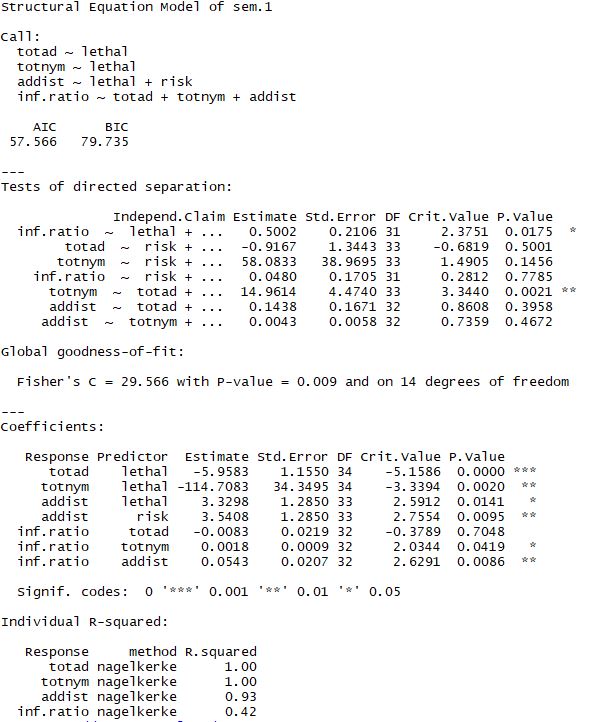 Structural Equation Model of sem.1
Call:
totad ~ lethal
totnym ~ lethal
addist ~ lethal + risk
inf.ratio ~ totad + totnym + addist
AIC BIC
57.566 79.735
---
Tests of directed separation:
Independ.Claim Estimate Std.Error DF Crit.Value P.Value
inf.ratio ~ lethal + ... 0.5002 0.2106 31 2.3751 0.0175 *
totad ~ risk + ... -0.9167 1.3443 33 -0.6819 0.5001
totnym ~ risk + ... 58.0833 38.9695 33 1.4905 0.1456
inf.ratio ~ risk + ... 0.0480 0.1705 31 0.2812 0.7785
totnym ~ totad + ... 14.9614 4.4740 33 3.3440 0.0021 **
addist ~ totad + ... 0.1438 0.1671 32 0.8608 0.3958
addist ~ totnym + ... 0.0043 0.0058 32 0.7359 0.4672
Global goodness-of-fit:
Fisher's C = 29.566 with P-value = 0.009 and on 14 degrees of freedom
---
Coefficients:
Response Predictor Estimate Std.Error DF Crit.Value P.Value
totad lethal -5.9583 1.1550 34 -5.1586 0.0000 ***
totnym lethal -114.7083 34.3495 34 -3.3394 0.0020 **
addist lethal 3.3298 1.2850 33 2.5912 0.0141 *
addist risk 3.5408 1.2850 33 2.7554 0.0095 **
inf.ratio totad -0.0083 0.0219 32 -0.3789 0.7048
inf.ratio totnym 0.0018 0.0009 32 2.0344 0.0419 *
inf.ratio addist 0.0543 0.0207 32 2.6291 0.0086 **
Signif. codes: 0 '***' 0.001 '**' 0.01 '*' 0.05
Individual R-squared:
Response method R.squared
totad nagelkerke 1.00
totnym nagelkerke 1.00
addist nagelkerke 0.93
inf.ratio nagelkerke 0.42